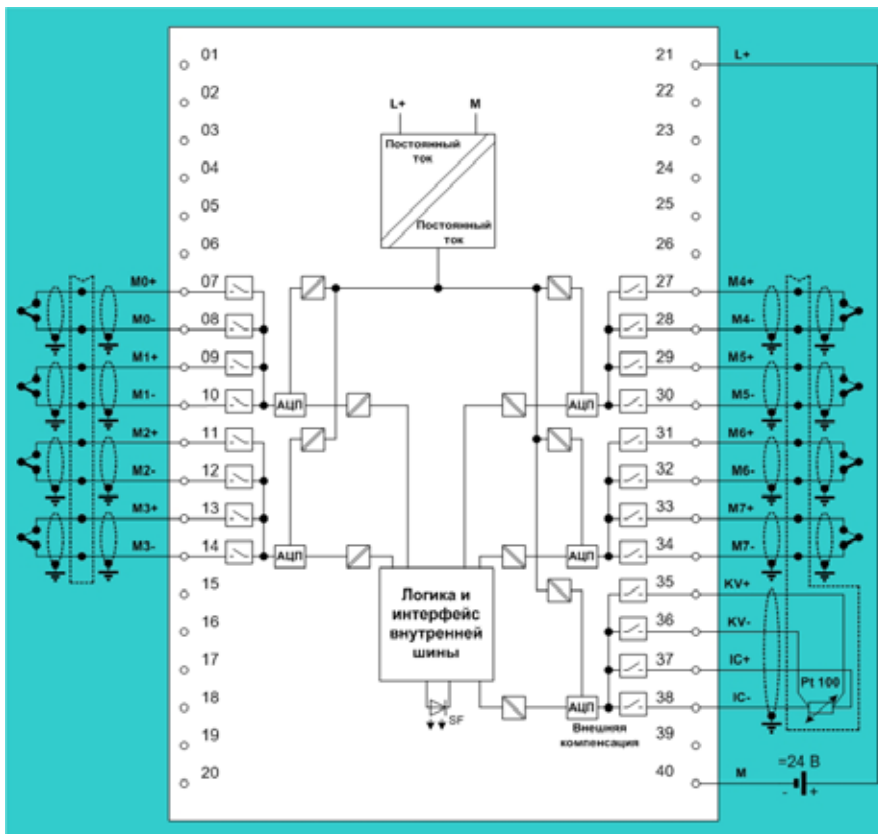 01 21 L+
02 22
L+ M
03 23
Постоянный
ток
04 24
05 25
Постоянный
ток
06 26
M0+ 07 27 M4+
M0- 08 28 M4-
M1+ 09 29 M5+
M1- 10 АЦП АЦП 30 M5-
M2+ 11 31 M6+
M2- 12 32 M6-
M3+ 13 33 M7+
M3- 14 АЦП АЦП 34 M7-
15 35 KV+
Логика и
интерфейс
внутренней
шины
16 36 KV-
17 37 IC+
Pt 100
18 SF АЦП 38 IC-
Внешняя
компенсация
19 39
=24 В
20 40 M
- +